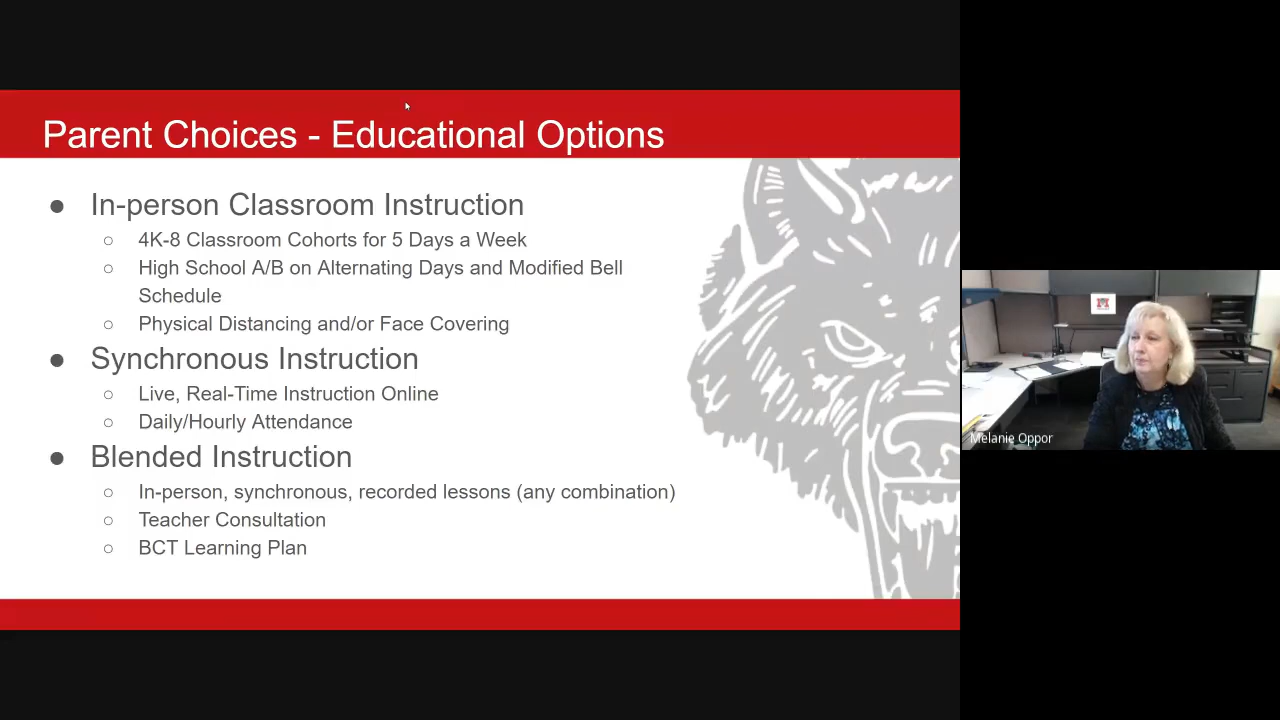 Parent Choices - Educational Options
● In-person Classroom Instruction
○ 4K-8 Classroom Cohorts for 5 Days a Week
○ High School A/B on Alternating Days and Modified Bell
Schedule
○ Physical Distancing and/or Face Covering
● Synchronous Instruction
○ Live, Real-Time Instruction Online
○ Daily/Hourly Attendance
● Blended Instruction
○ In-person, synchronous, recorded lessons (any combination)
○ Teacher Consultation
○ BCT Learning Plan
Melanie Oppor